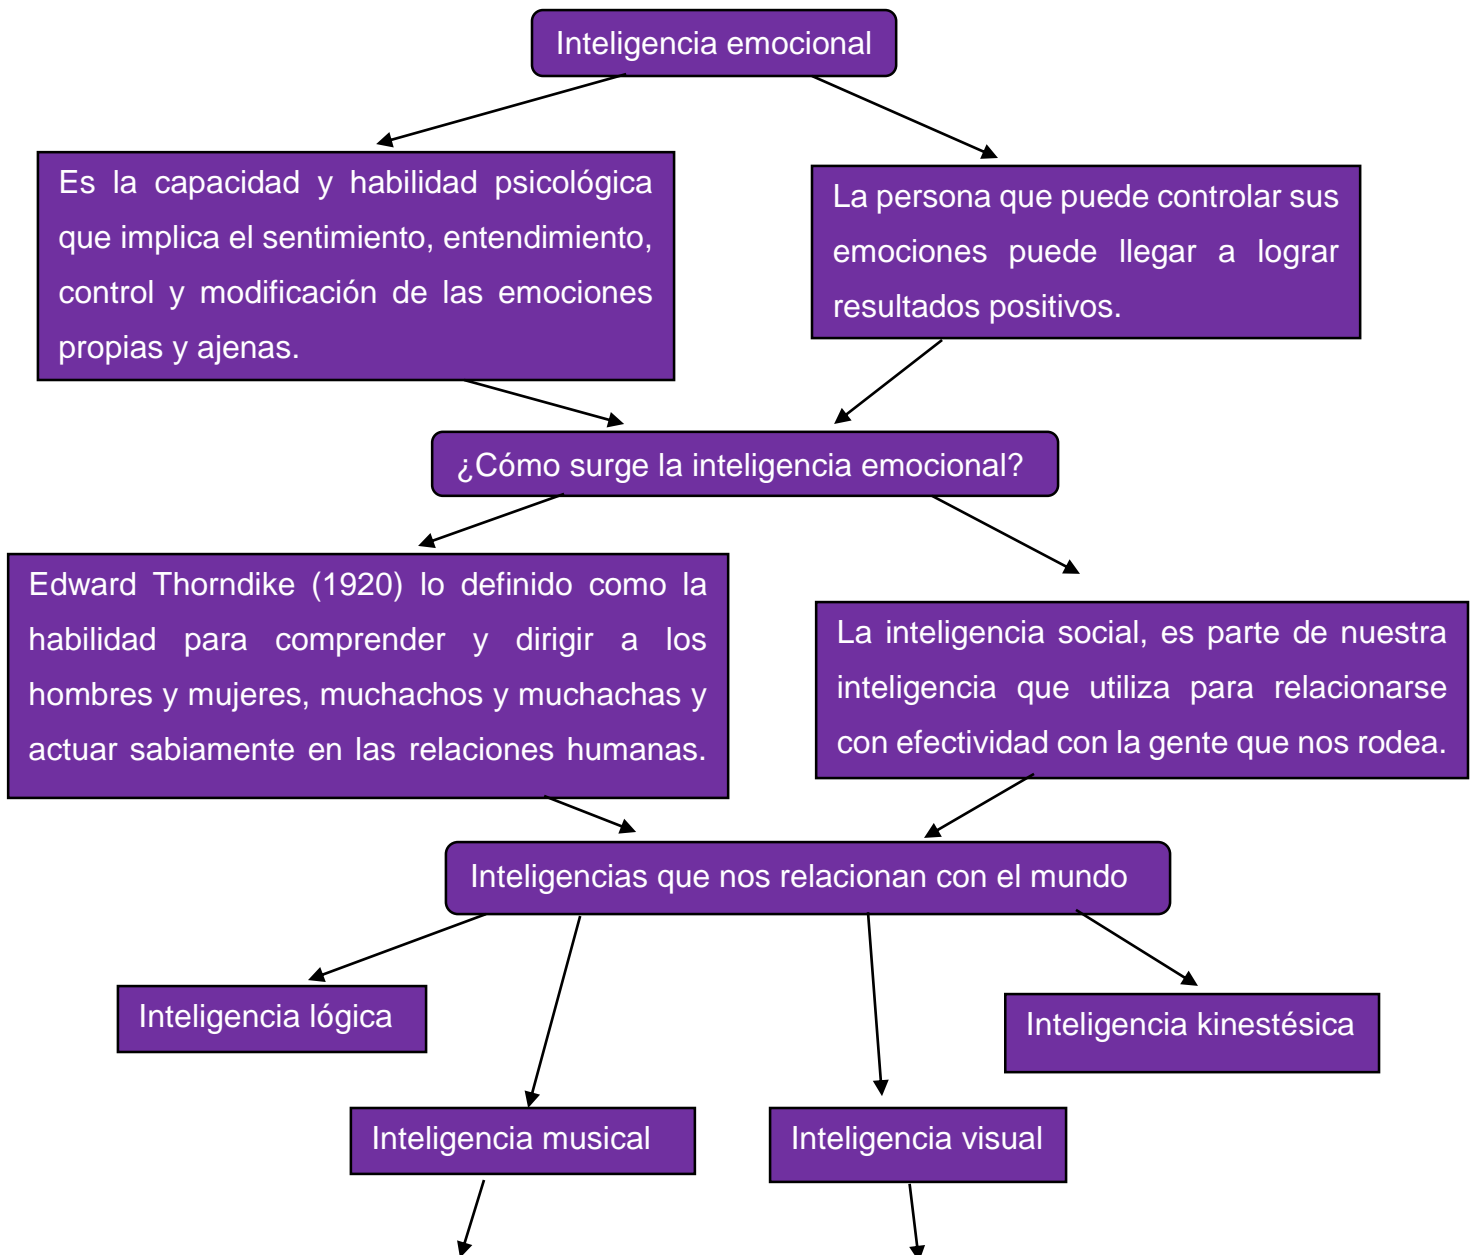 Inteligencia emocional
Es la capacidad y habilidad psicológica
que implica el sentimiento, entendimiento,
control y modificación de las emociones
propias y ajenas.
La persona que puede controlar sus
emociones puede llegar a lograr
resultados positivos.
¿Cómo surge la inteligencia emocional?
Edward Thorndike (1920) lo definido como la
habilidad para comprender y dirigir a los
hombres y mujeres, muchachos y muchachas y
actuar sabiamente en las relaciones humanas.
La inteligencia social, es parte de nuestra
inteligencia que utiliza para relacionarse
con efectividad con la gente que nos rodea.
Inteligencias que nos relacionan con el mundo
Inteligencia lógica
Inteligencia kinestésica
Inteligencia musical
Inteligencia visual